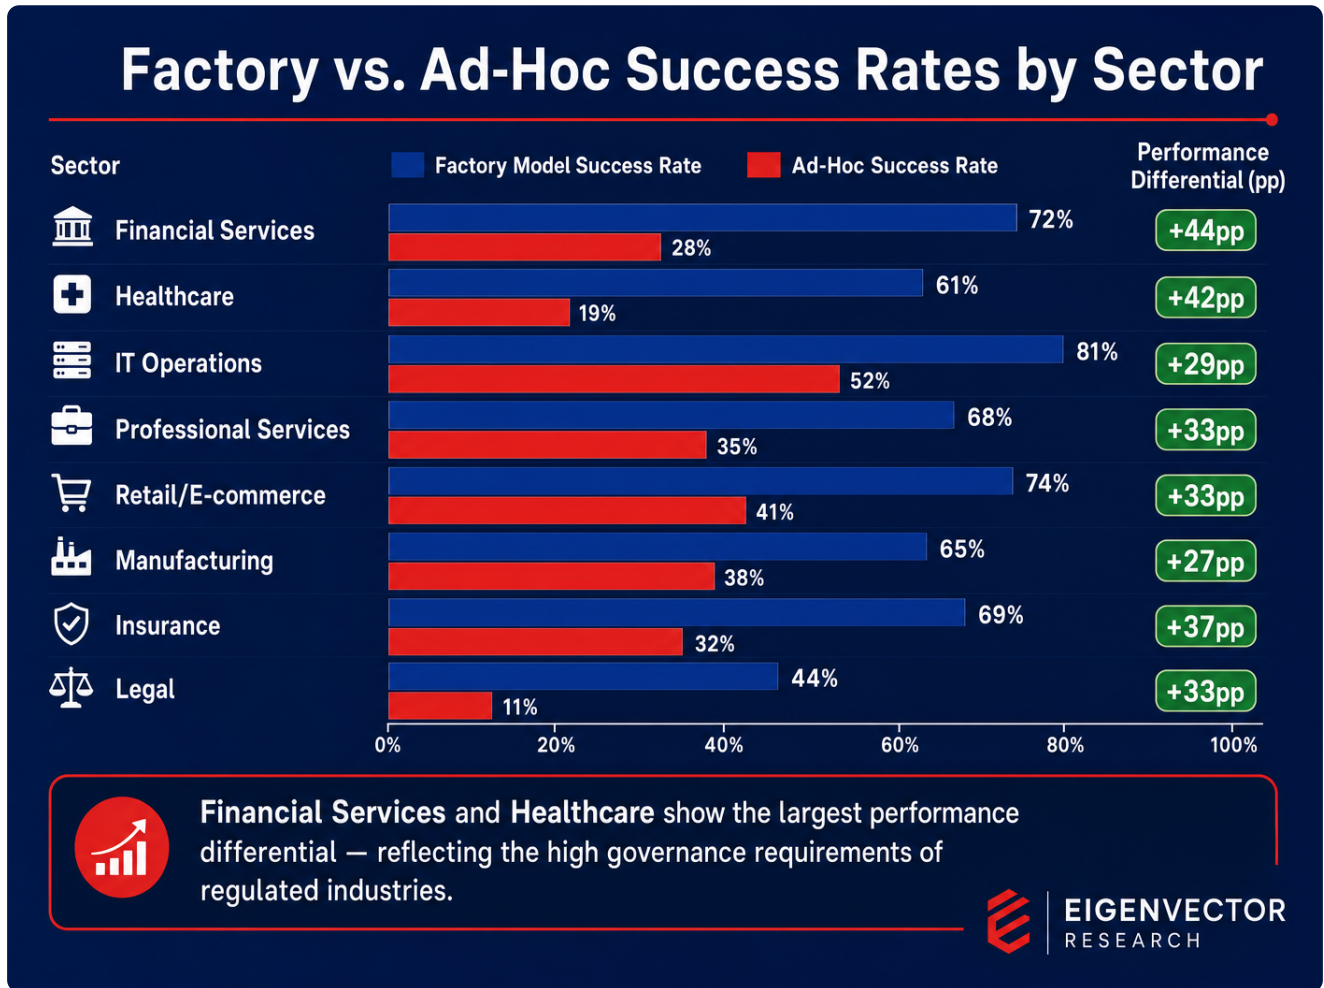 Factory vs. Ad-Hoc Success Rates by Sector
Sector
Factory Model Success Rate
Ad-Hoc Success Rate
Performance
Differential (pp)
Financial Services
72%
28%
+44pp
Healthcare
61%
19%
+42pp
IT Operations
81%
52%
+29pp
Professional Services
68%
35%
+33pp
Retail/E-commerce
74%
41%
+33pp
Manufacturing
65%
38%
+27pp
Insurance
69%
32%
+37pp
Legal
44%
11%
+33pp
0% 20% 40% 60% 80% 100%
Financial Services and Healthcare show the largest performance
differential — reflecting the high governance requirements of
regulated industries.
EIGENVECTOR
RESEARCH